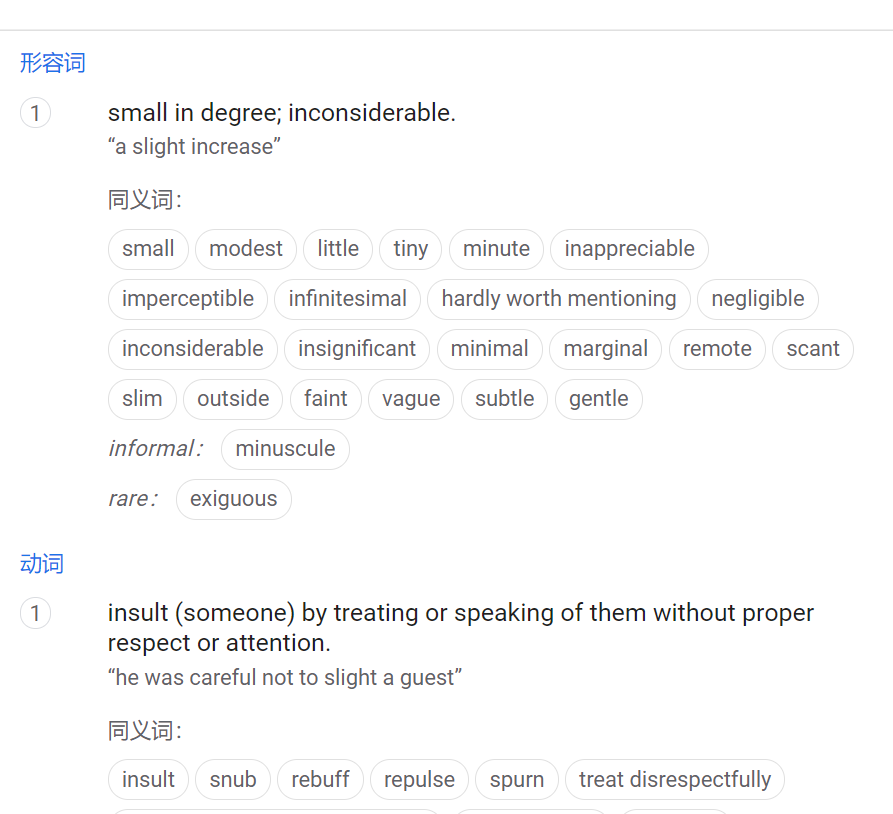 形容词
1
small in degree; inconsiderable.
“a slight increase”
同义词：
small modest little tiny minute inappreciable
imperceptible infinitesimal hardly worth mentioning negligible
inconsiderable insignificant minimal marginal remote scant
slim outside faint vague subtle gentle
informal： minuscule
rare： exiguous
动词
1
insult (someone) by treating or speaking of them without proper
respect or attention.
“he was careful not to slight a guest”
同义词：
insult snub rebuff repulse spurn treat disrespectfully